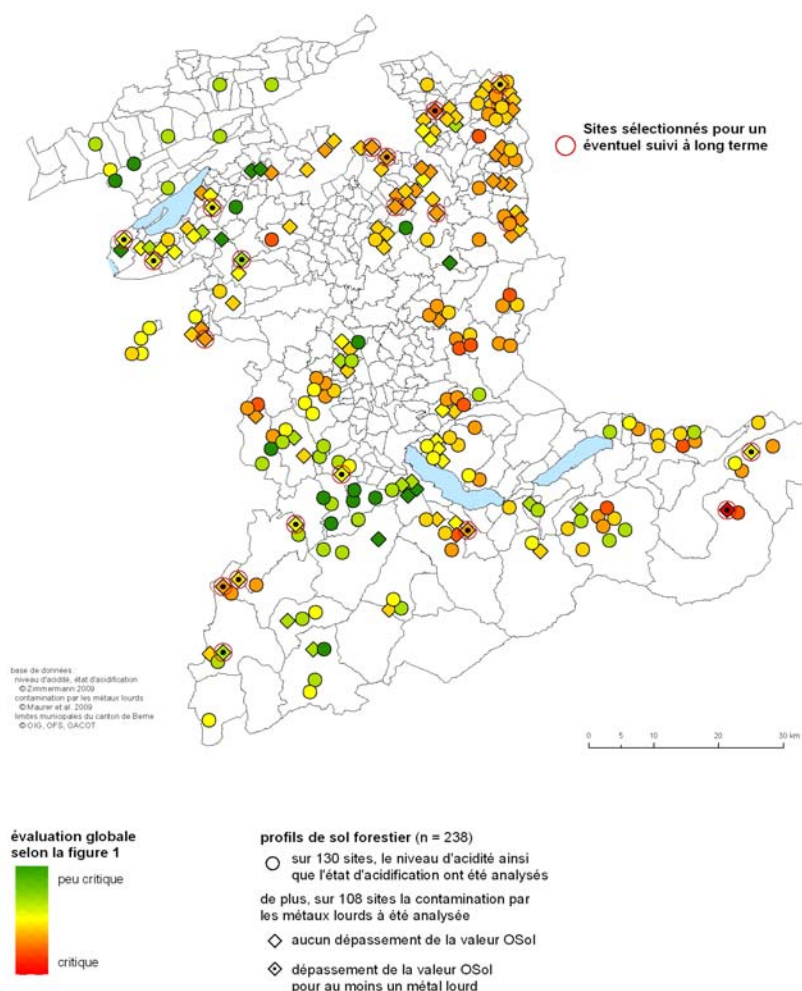 Sites sélectionnés pour un
éventuel suivi à long terme
base de données:
niveau d'acidité, état d'acidification
©Zimmermann 2009
contamination par les métaux lourds
©Maurer et al. 2009
limites municipales du canton de Berne
©OIG, OFS, OACOT
0 5 10 20 30 km
évaluation globale
selon la figure 1
peu critique
critique
profils de sol forestier (n = 238)
sur 130 sites, le niveau d'acidité ainsi
que l'état d'acidification ont été analysés
de plus, sur 108 sites la contamination par
les métaux lourds à été analysée
aucun dépassement de la valeur OSol
dépassement de la valeur OSol
pour au moins un métal lourd